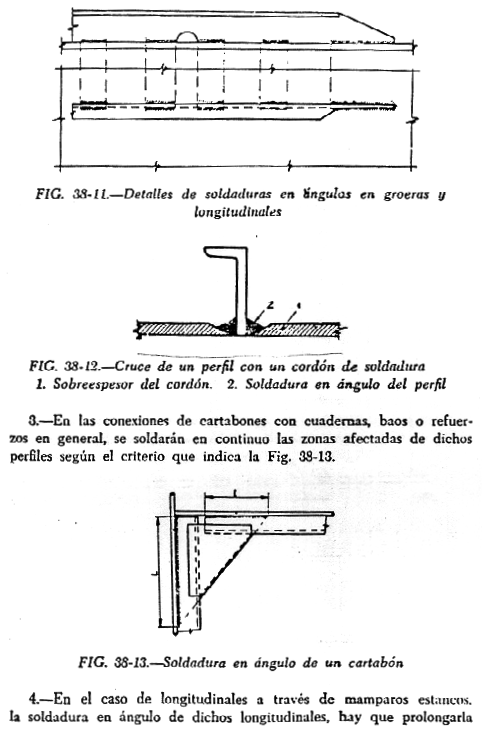 FIG. 38-11.—Detalles de soldaduras en ángulos en groeras y
longitudinales
2
1
FIG. 38-12.—Cruce de un perfil con un cordón de soldadura
1. Sobreespesor del cordón. 2. Soldadura en ángulo del perfil
3.—En las conexiones de cartabones con cuadernas, baos o refuer-
zos en general, se soldarán en continuo las zonas afectadas de dichos
perfiles según el criterio que indica la Fig. 38-13.
L
L
FIG. 38-13.—Soldadura en ángulo de un cartabón
4.—En el caso de longitudinales a través de mamparos estancos.
la soldadura en ángulo de dichos longitudinales, hay que prolongarla